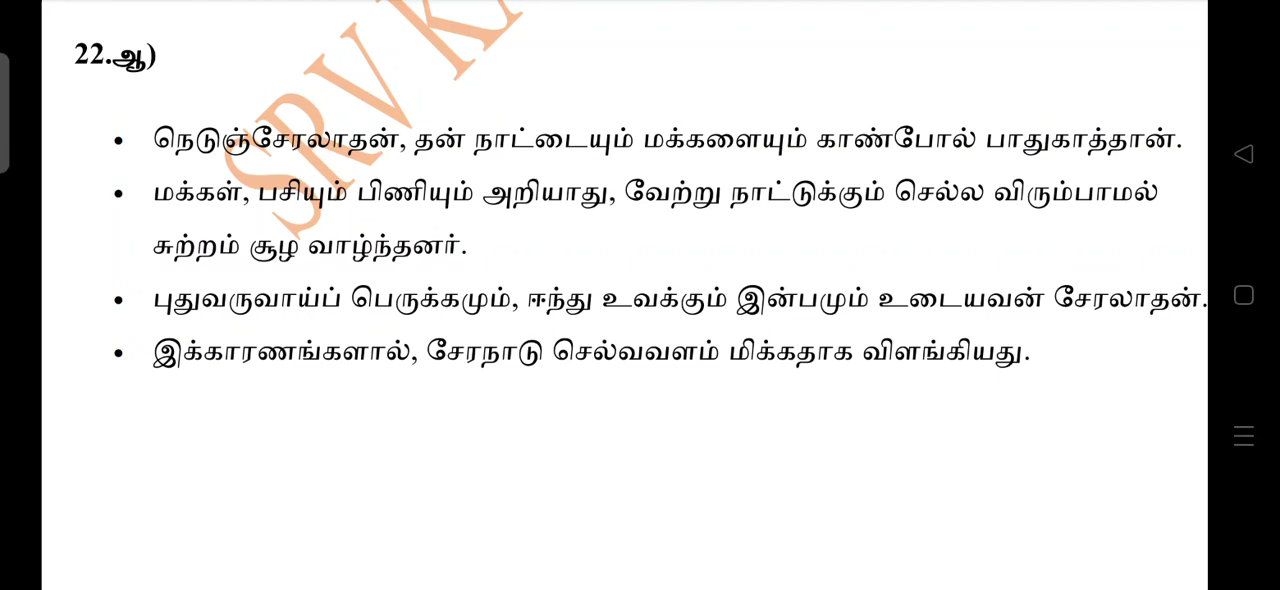 SRV K
22.ஆ)
• நெடுஞ்சேரலாதன், தன் நாட்டையும் மக்களையும் காண்போல் பாதுகாத்தான்.
• மக்கள், பசியும் பிணியும் அறியாது, வேற்று நாட்டுக்கும் செல்ல விரும்பாமல்
சுற்றம் சூழ வாழ்ந்தனர்.
• புதுவருவாய்ப் பெருக்கமும், ஈந்து உவக்கும் இன்பமும் உடையவன் சேரலாதன்.
• இக்காரணங்களால், சேரநாடு செல்வவளம் மிக்கதாக விளங்கியது.